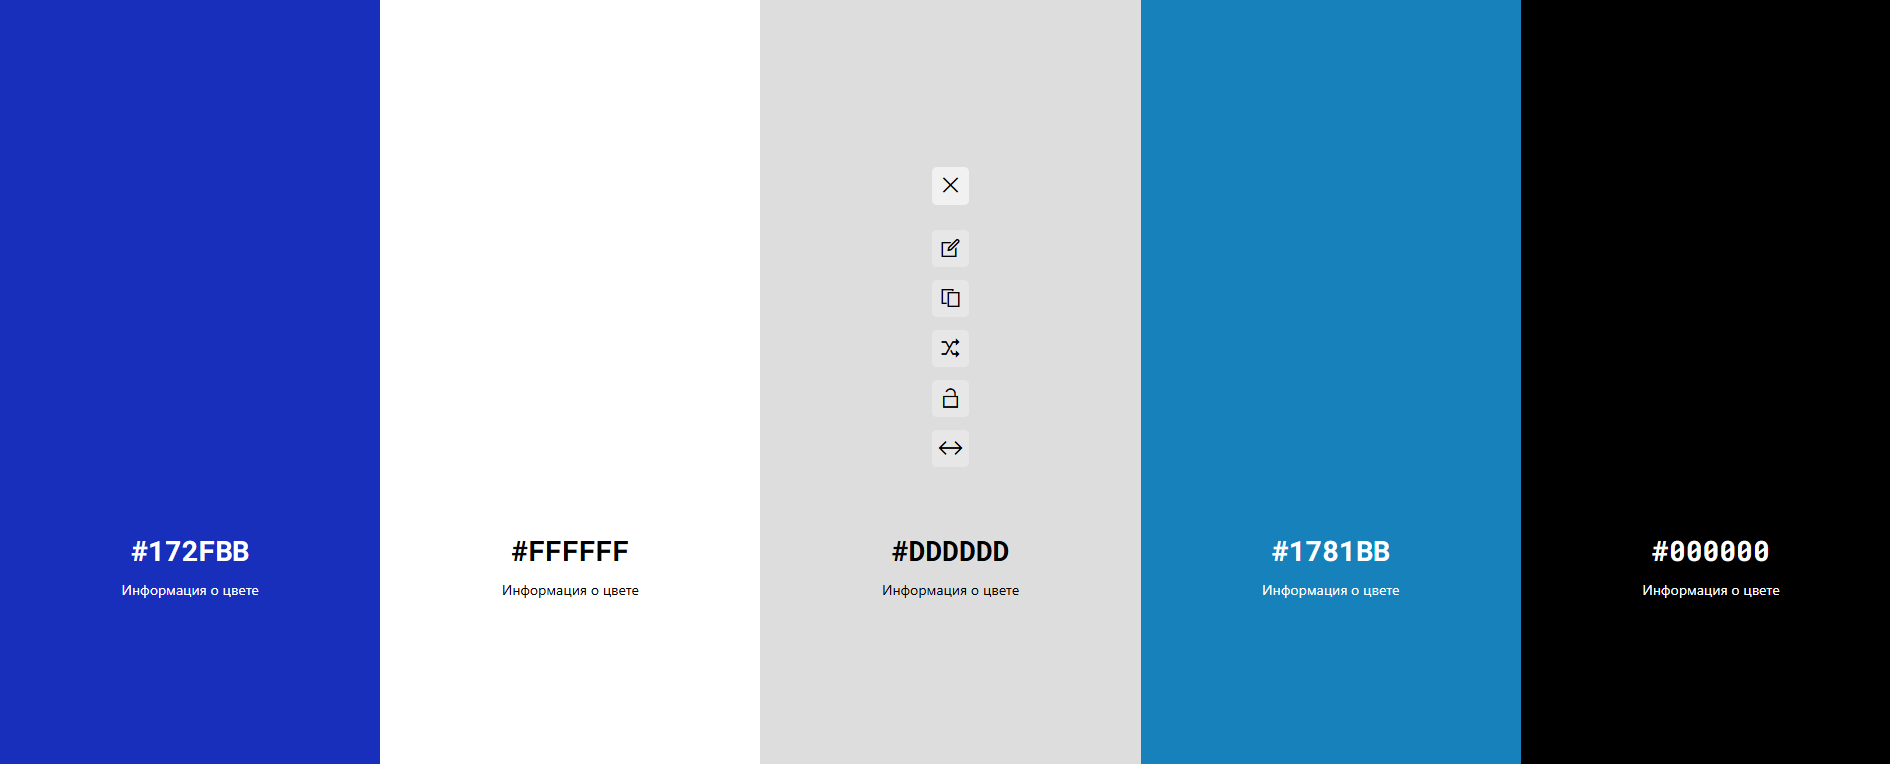 #172FBB
Информация о цвете
#FFFFFF
Информация о цвете
#DDDDDD
Информация о цвете
#1781BB
Информация о цвете
#000000
Информация о цвете